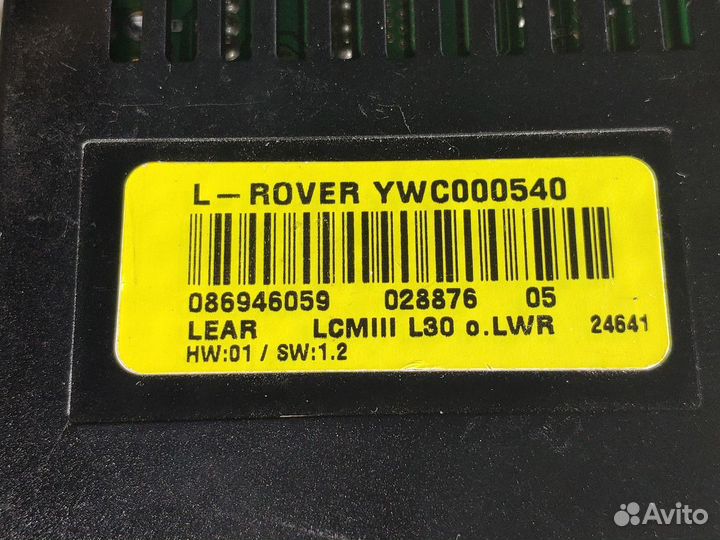 L-ROVER YWC000540
086946059 028876 05
LEAR LCMIII L30 o.LWR 24641
HW:01 / SW:1.2
Avito